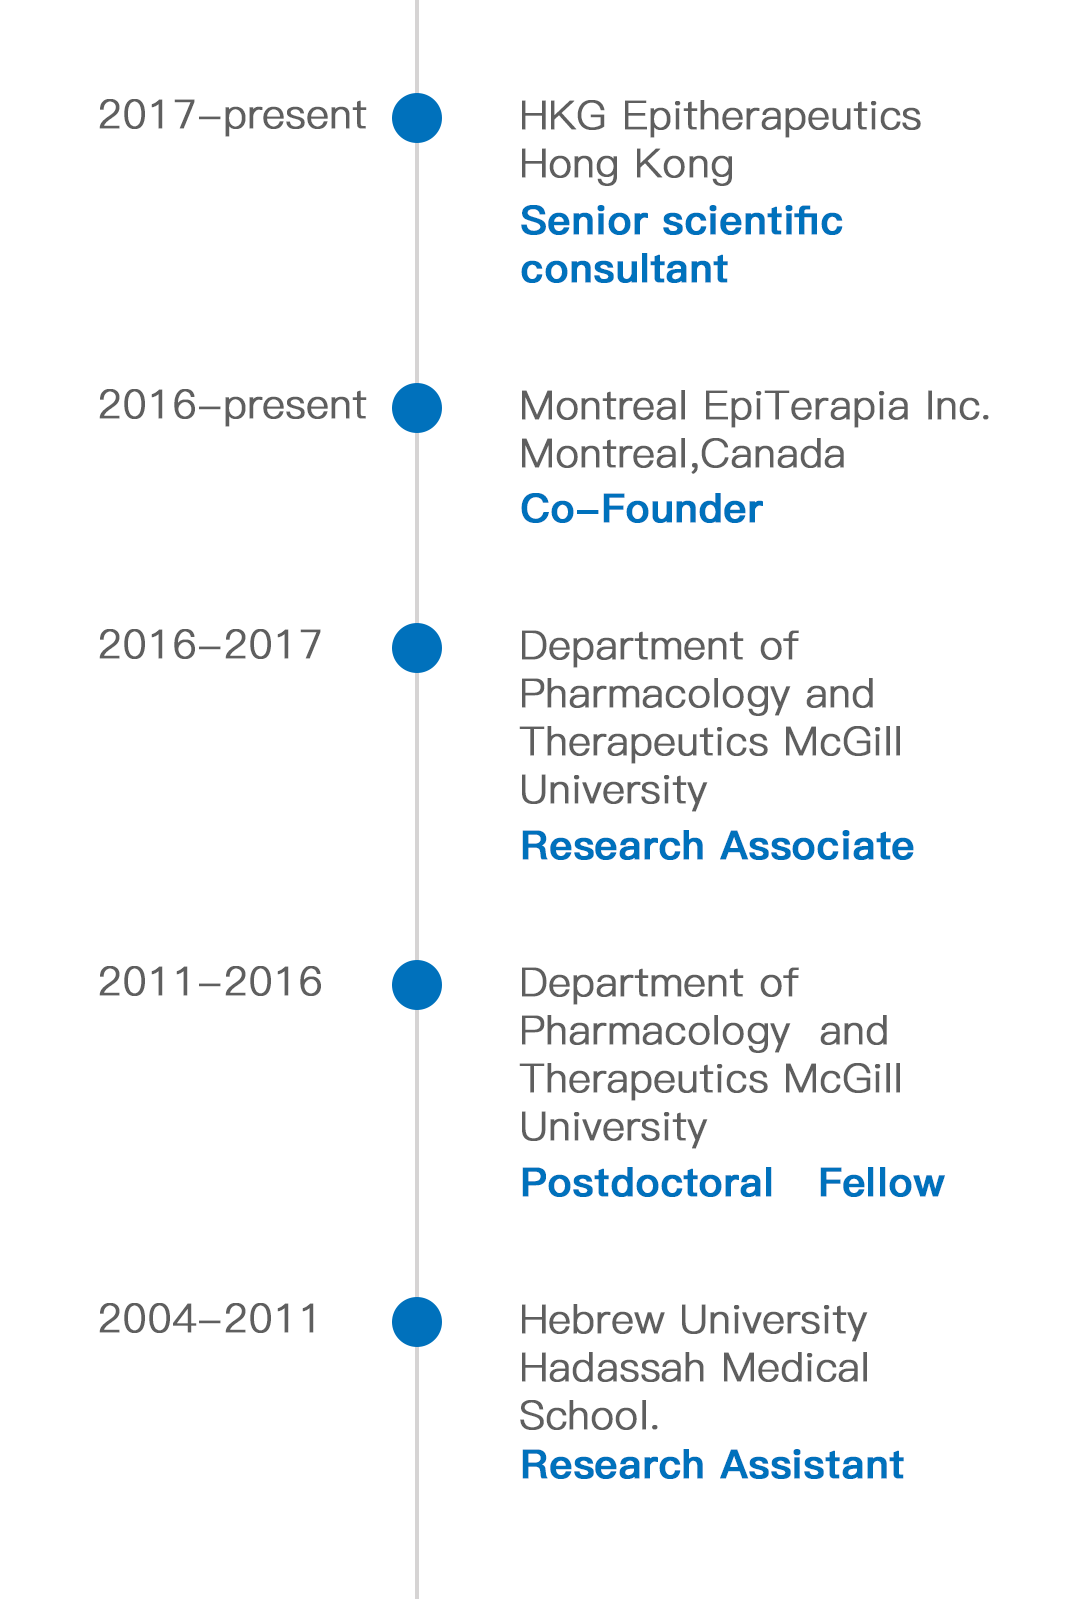 2017–present
HKG Epitherapeutics
Hong Kong
Senior scientific
consultant
2016–present
Montreal EpiTerapia Inc.
Montreal,Canada
Co–Founder
2016–2017
Department of
Pharmacology and
Therapeutics McGill
University
Research Associate
2011–2016
Department of
Pharmacology  and
Therapeutics McGill
University
Postdoctoral   Fellow
2004–2011
Hebrew University
Hadassah Medical
School.
Research Assistant